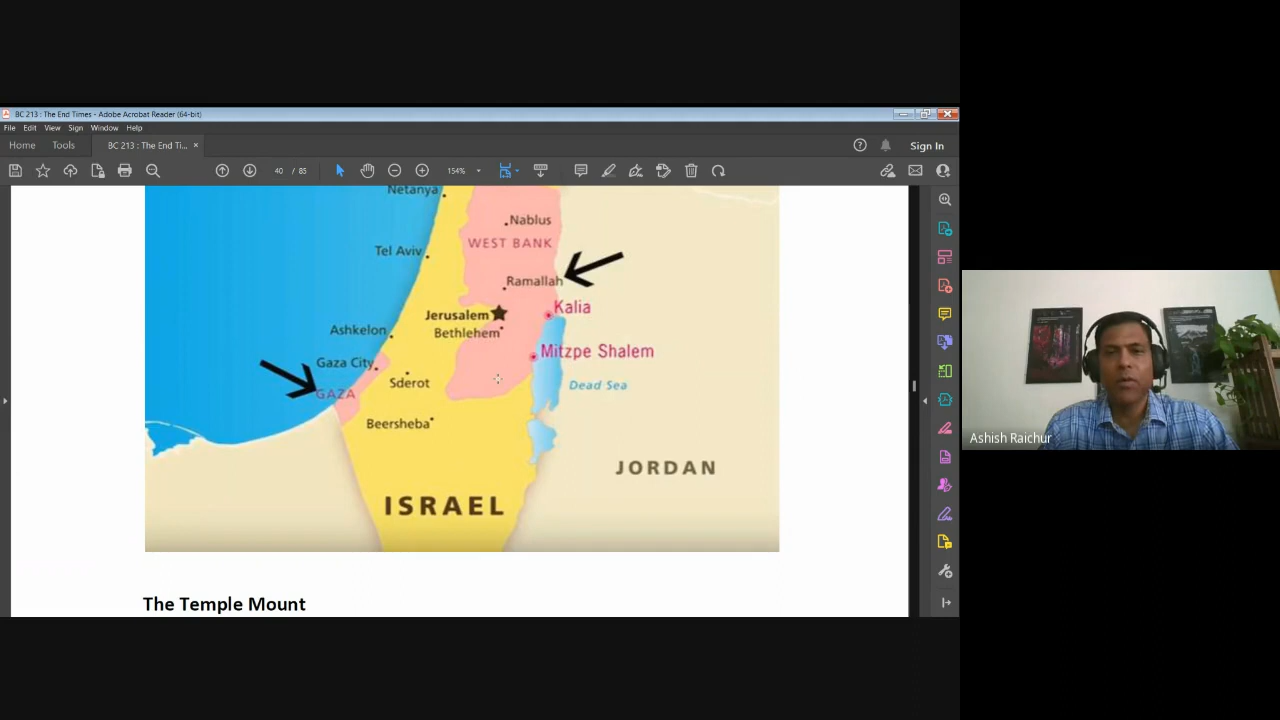 BC 213 : The End Times - Adobe Acrobat Reader (64-bit)
File Edit View Sign Window Help
Home Tools BC 213 : The End Ti... × Sign In
40 / 85 154%
Netanya
Nablus
WEST BANK
Tel Aviv
Ramallah
Kalia
Jerusalem
Ashkelon
Bethlehem
Mitzpe Shalem
Gaza City
Sderot
Dead Sea
GAZA
Beersheba
JORDAN
ISRAEL
The Temple Mount
Ashish Raichur